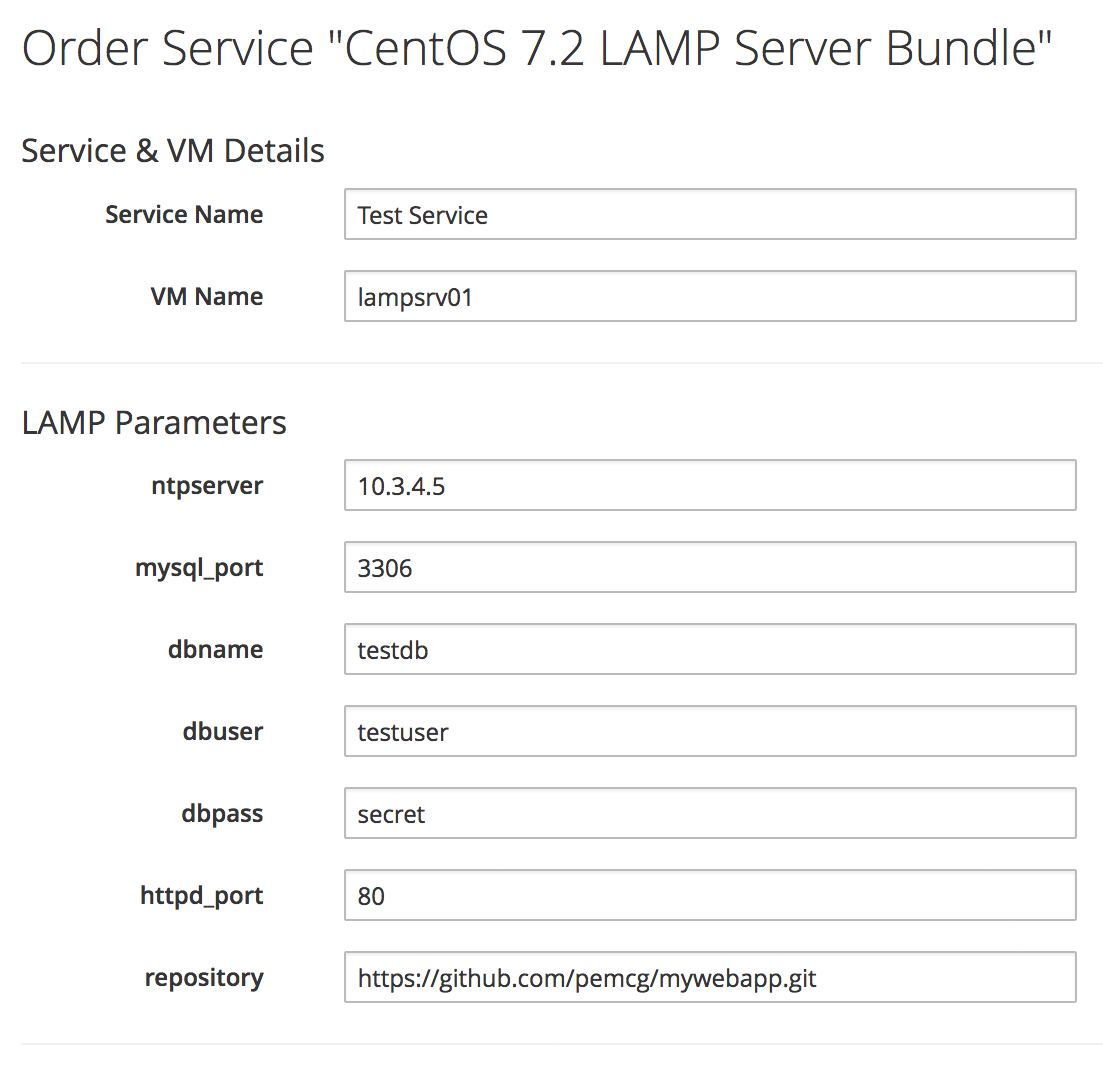 Order Service "CentOS 7.2 LAMP Server Bundle"
Service & VM Details
Service Name Test Service
VM Name lampsrv01
LAMP Parameters
ntpserver 10.3.4.5
mysql_port 3306
dbname testdb
dbuser testuser
dbpass secret
httpd_port 80
repository https://github.com/pemcg/mywebapp.git